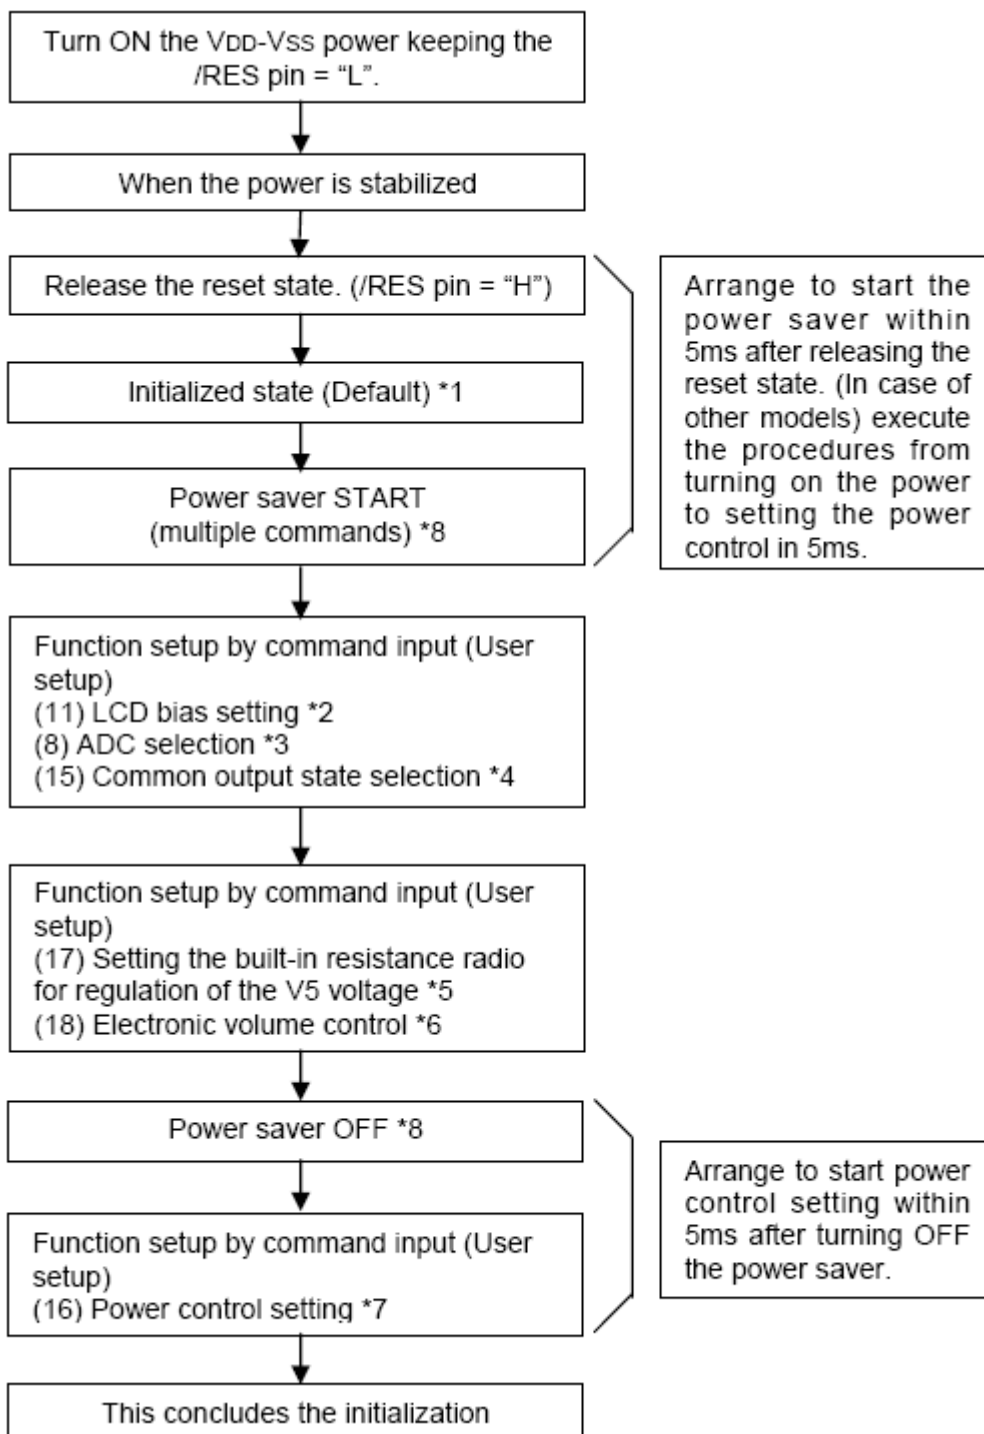 Turn ON the VDD-VSS power keeping the
/RES pin = “L”.
When the power is stabilized
Release the reset state. (/RES pin = “H”)
Initialized state (Default) *1
Power saver START
(multiple commands) *8
Arrange to start the
power saver within
5ms after releasing the
reset state. (In case of
other models) execute
the procedures from
turning on the power
to setting the power
control in 5ms.
Function setup by command input (User
setup)
(11) LCD bias setting *2
(8) ADC selection *3
(15) Common output state selection *4
Function setup by command input (User
setup)
(17) Setting the built-in resistance radio
for regulation of the V5 voltage *5
(18) Electronic volume control *6
Power saver OFF *8
Function setup by command input (User
setup)
(16) Power control setting *7
Arrange to start power
control setting within
5ms after turning OFF
the power saver.
This concludes the initialization